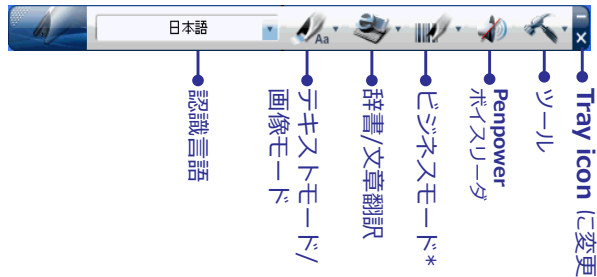 日本語
Aa
認識言語
テキストモード/
画像モード
辞書/文章翻訳
ビジネスモード*
Penpower
ボイスリーダ
ツール
Tray icon に変更